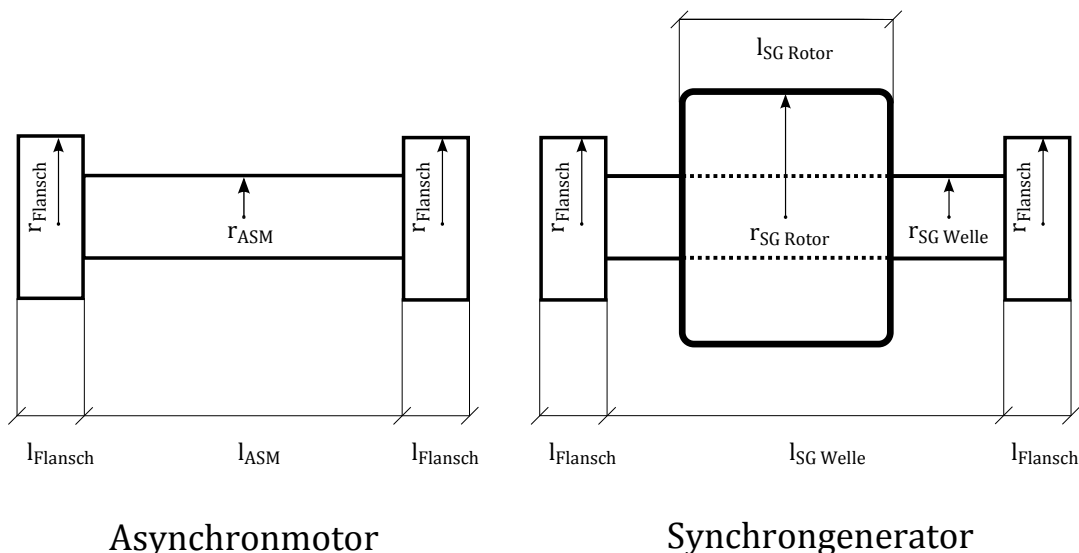 l_SG Rotor
r_Flansch
r_ASM
r_Flansch
r_Flansch
r_SG Rotor
r_SG Welle
r_Flansch
l_Flansch
l_ASM
l_Flansch
l_Flansch
l_SG Welle
l_Flansch
Asynchronmotor
Synchrongenerator